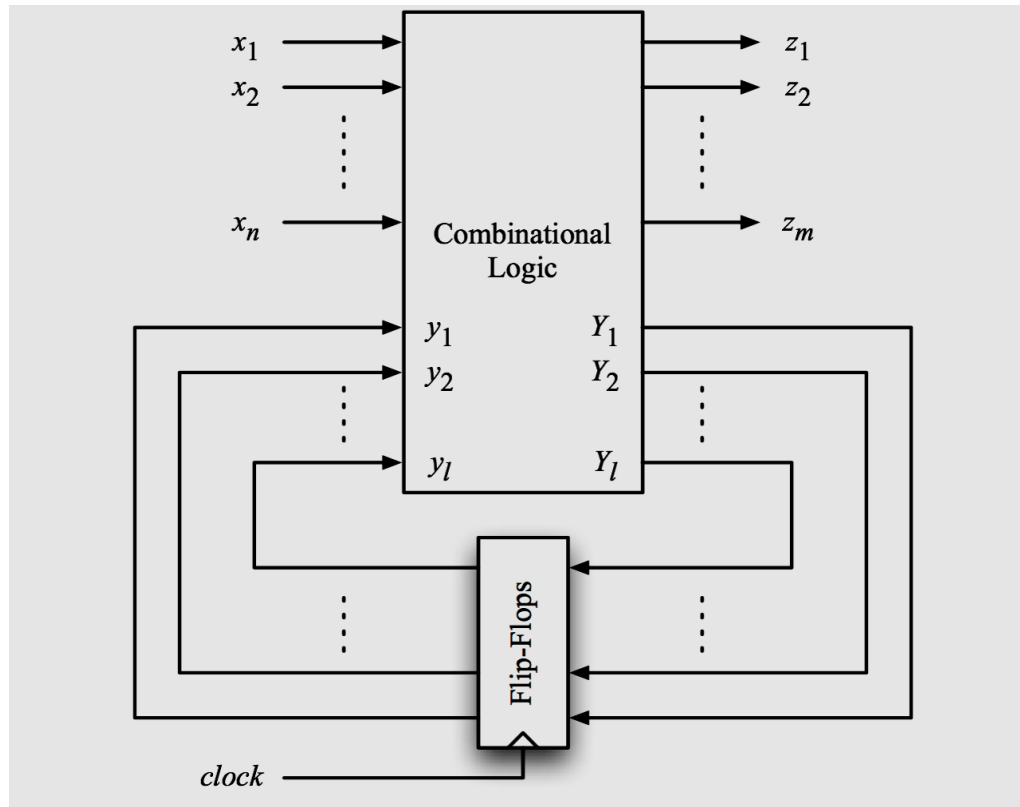 x1 z1
x2 z2
xn zm
Combinational
Logic
y1 Y1
y2 Y2
yl Yl
Flip-Flops
clock